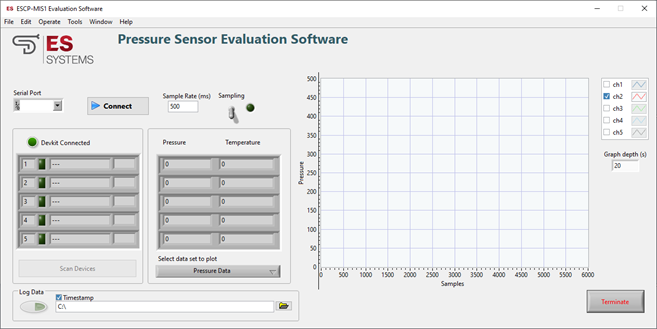 ESCP-MIS1 Evaluation Software
File Edit Operate Tools Window Help
ES
SYSTEMS
Pressure Sensor Evaluation Software
Serial Port
Connect
Sample Rate (ms)
500
Sampling
Devkit Connected
1 ---
2 ---
3 ---
4 ---
5 ---
Scan Devices
Pressure Temperature
0 0
0 0
0 0
0 0
0 0
Select data set to plot
Pressure Data
Log Data
Timestamp
C:\
Pressure
500
450
400
350
300
250
200
150
100
50
0
0 500 1000 1500 2000 2500 3000 3500 4000 4500 5000 5500 6000
Samples
ch1
ch2
ch3
ch4
ch5
Graph depth (s)
20
Terminate